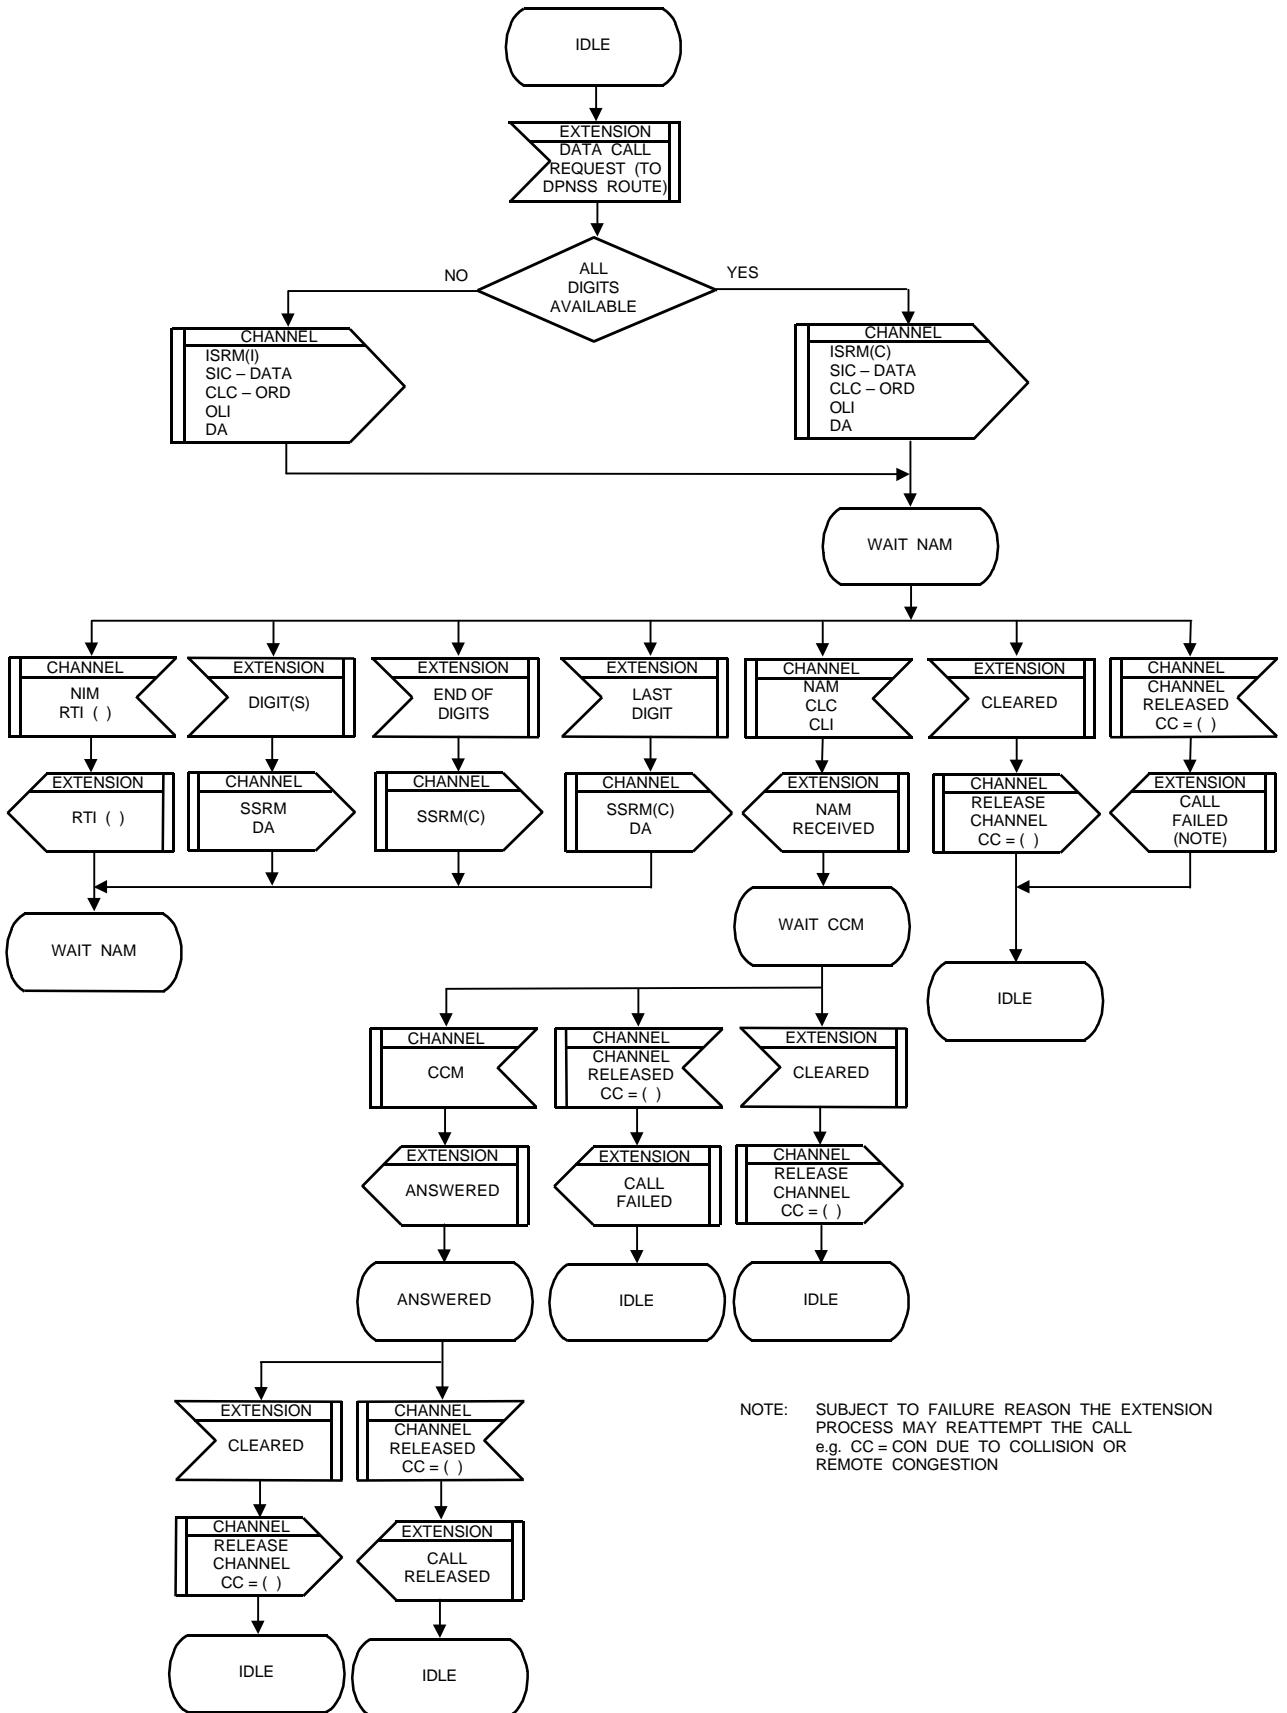 IDLE
EXTENSION
DATA CALL
REQUEST (TO
DPNSS ROUTE)
ALL
DIGITS
AVAILABLE
NO
YES
CHANNEL
ISRM(I)
SIC – DATA
CLC – ORD
OLI
DA
CHANNEL
ISRM(C)
SIC – DATA
CLC – ORD
OLI
DA
WAIT NAM
CHANNEL
NIM
RTI ( )
EXTENSION
DIGIT(S)
EXTENSION
END OF
DIGITS
EXTENSION
LAST
DIGIT
CHANNEL
NAM
CLC
CLI
EXTENSION
CLEARED
CHANNEL
CHANNEL
RELEASED
CC = ( )
EXTENSION
RTI ( )
CHANNEL
SSRM
DA
CHANNEL
SSRM(C)
CHANNEL
SSRM(C)
DA
EXTENSION
NAM
RECEIVED
CHANNEL
RELEASE
CHANNEL
CC = ( )
EXTENSION
CALL
FAILED
(NOTE)
WAIT NAM
WAIT CCM
IDLE
CHANNEL
CCM
CHANNEL
CHANNEL
RELEASED
CC = ( )
EXTENSION
CLEARED
EXTENSION
ANSWERED
EXTENSION
CALL
FAILED
CHANNEL
RELEASE
CHANNEL
CC = ( )
ANSWERED
IDLE
IDLE
EXTENSION
CLEARED
CHANNEL
CHANNEL
RELEASED
CC = ( )
NOTE: SUBJECT TO FAILURE REASON THE EXTENSION
PROCESS MAY REATTEMPT THE CALL
e.g. CC = CON DUE TO COLLISION OR
REMOTE CONGESTION
CHANNEL
RELEASE
CHANNEL
CC = ( )
EXTENSION
CALL
RELEASED
IDLE
IDLE